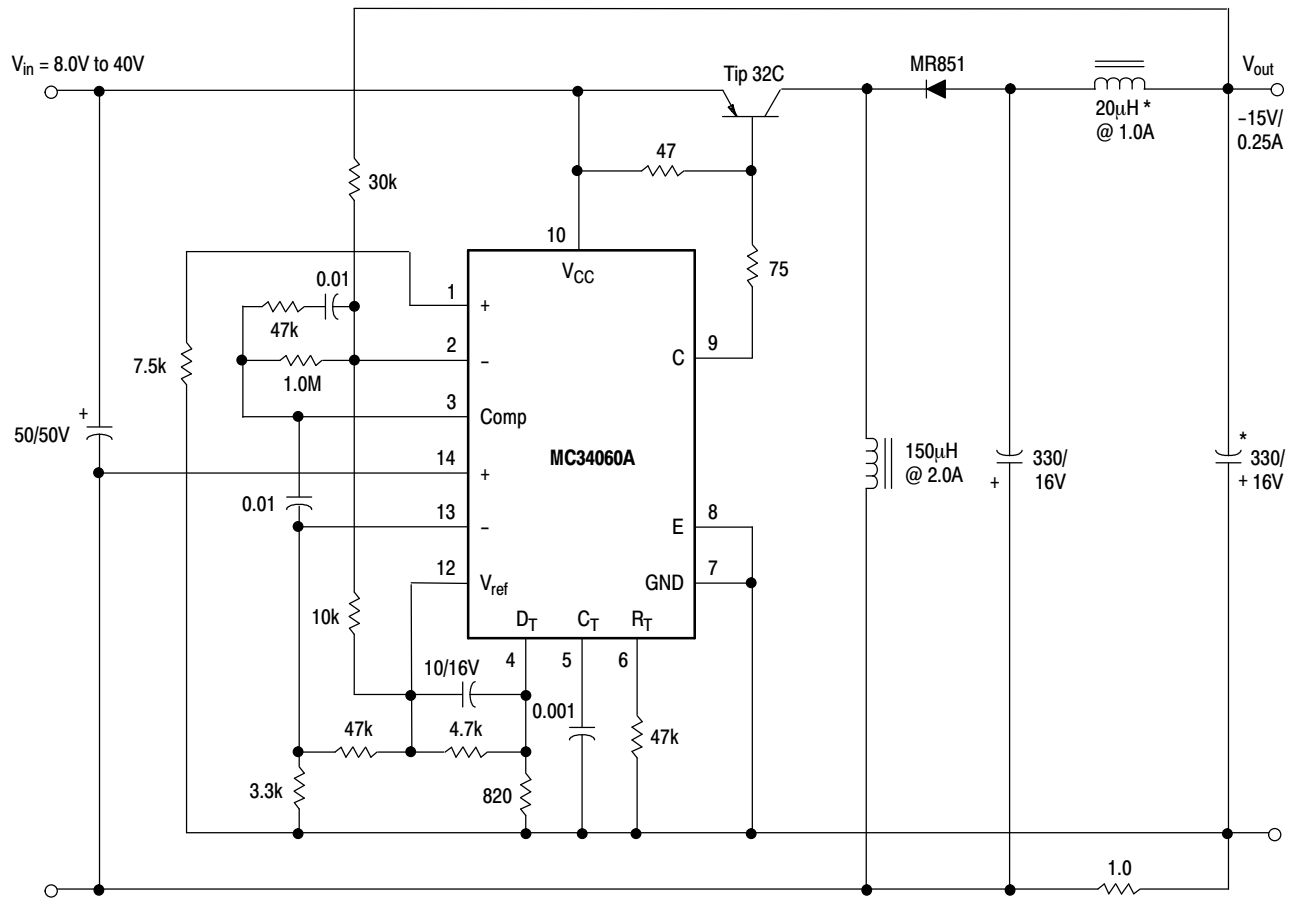 V_in = 8.0V to 40V
Tip 32C
MR851
V_out
20μH *
@ 1.0A
–15V/
0.25A
47
30k
10
V_CC
75
0.01
1
+
47k
2
–
9
C
7.5k
1.0M
3
Comp
+
50/50V
14
+
MC34060A
150μH
@ 2.0A
330/
16V
+
*
330/
+ 16V
0.01
13
–
8
E
12
V_ref
7
GND
10k
D_T
C_T
R_T
4
5
6
10/16V
0.001
47k
4.7k
47k
3.3k
820
1.0